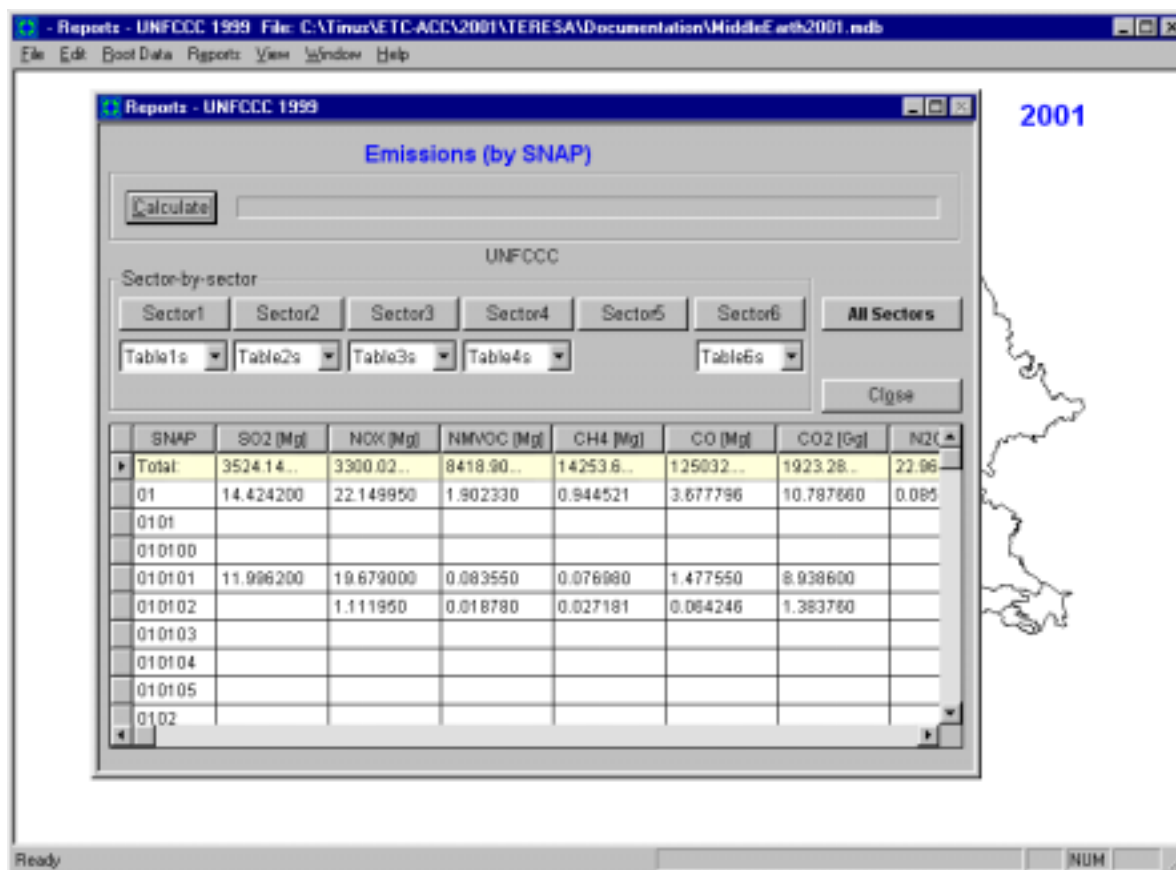 - Reports - UNFCCC 1999 File: C:\Tinus\ETC-ACC\2001\TERESA\Documentation\MiddleEarth2001.mdb
File Edit Boot Data Reports View Window Help
Reports - UNFCCC 1999
2001
Emissions (by SNAP)
Calculate
UNFCCC
Sector-by-sector
Sector1 Sector2 Sector3 Sector4 Sector5 Sector6 All Sectors
Table1s Table2s Table3s Table4s Table6s
Close
SNAP SO2 [Mg] NOX [Mg] NMVOC [Mg] CH4 [Mg] CO [Mg] CO2 [Gg] N2O
Total: 3524.14... 3300.02... 8418.90... 14253.6... 125032... 1923.28... 22.96
01 14.424200 22.149950 1.902330 0.944521 3.677796 10.787660 0.085
0101
010100
010101 11.996200 19.679000 0.083550 0.076980 1.477550 8.938600
010102 1.111950 0.018780 0.027181 0.064246 1.383760
010103
010104
010105
0102
Ready NUM